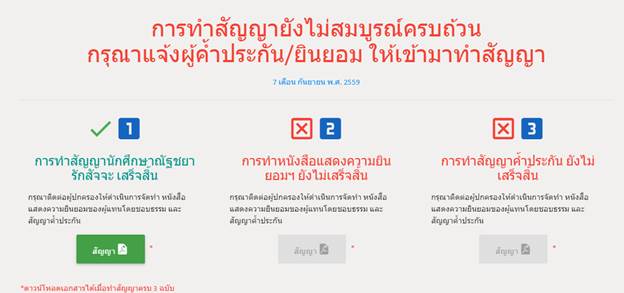 การทำสัญญายังไม่สมบูรณ์ครบถ้วน
กรุณาแจ้งผู้ค้ำประกัน/ยินยอม ให้เข้ามาทำสัญญา
7 เดือน กันยายน พ.ศ. 2559
1
การทำสัญญานักศึกษาณัฐชยา
รักสัจจะ เสร็จสิ้น
กรุณาติดต่อผู้ปกครองให้ดำเนินการจัดทำ หนังสือ
แสดงความยินยอมของผู้แทนโดยชอบธรรม และ
สัญญาค้ำประกัน
สัญญา *
2
การทำหนังสือแสดงความยิน
ยอมฯ ยังไม่เสร็จสิ้น
กรุณาติดต่อผู้ปกครองให้ดำเนินการจัดทำ หนังสือ
แสดงความยินยอมของผู้แทนโดยชอบธรรม และ
สัญญาค้ำประกัน
สัญญา *
3
การทำสัญญาค้ำประกัน ยังไม่
เสร็จสิ้น
กรุณาติดต่อผู้ปกครองให้ดำเนินการจัดทำ หนังสือ
แสดงความยินยอมของผู้แทนโดยชอบธรรม และ
สัญญาค้ำประกัน
สัญญา *
*ดาวน์โหลดเอกสารได้เมื่อทำสัญญาครบ 3 ฉบับ